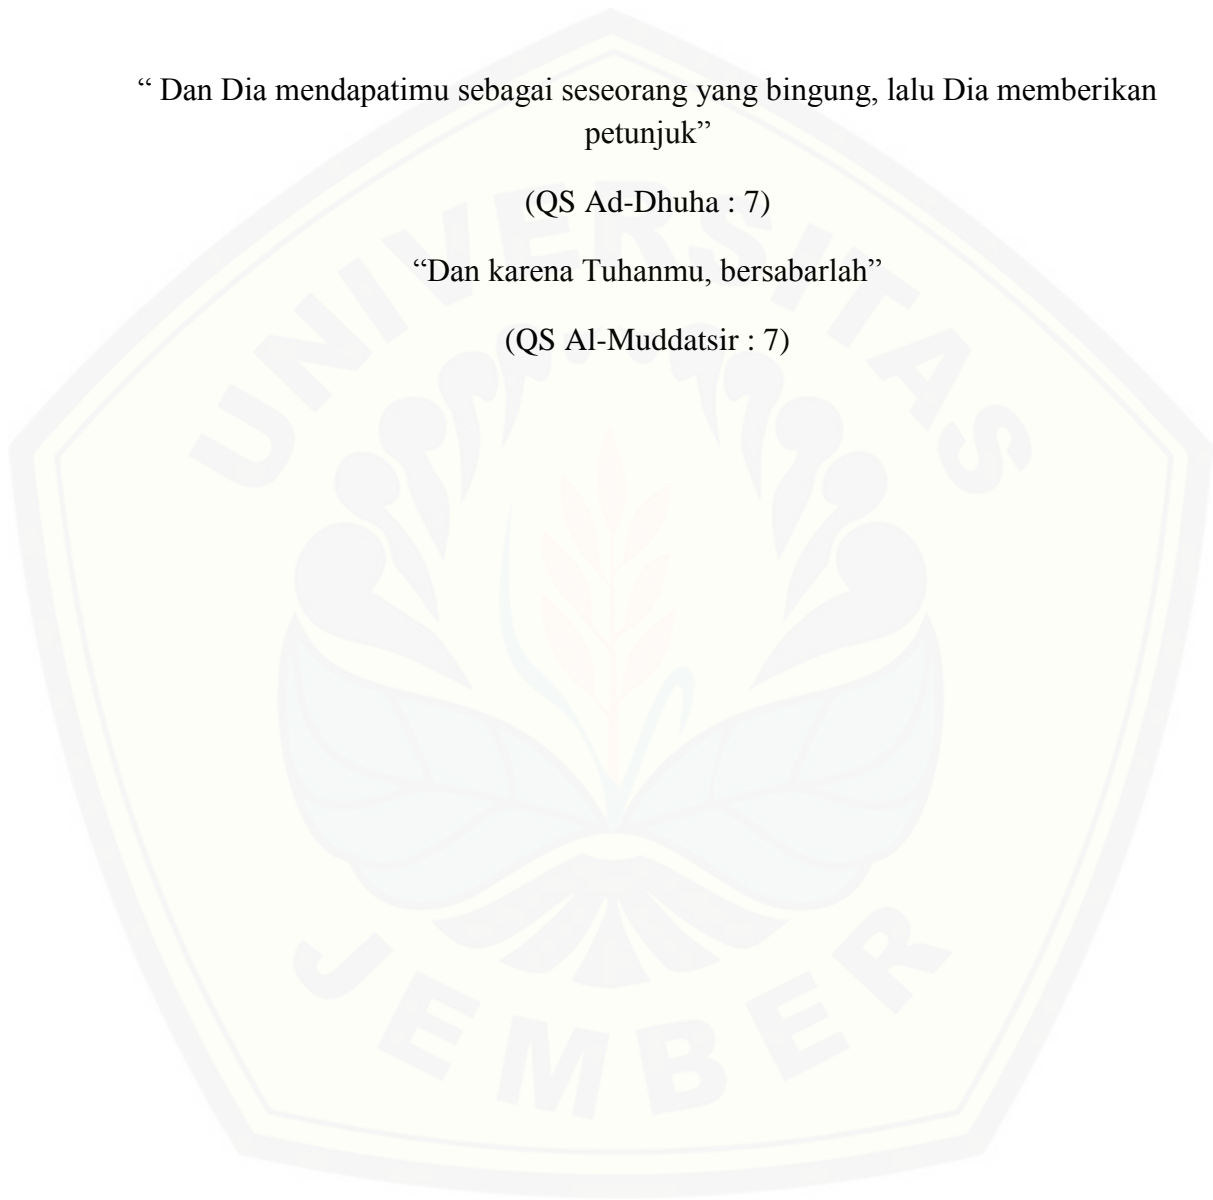 “ Dan Dia mendapatimu sebagai seseorang yang bingung, lalu Dia memberikan
petunjuk”
(QS Ad-Dhuha : 7)
“Dan karena Tuhanmu, bersabarlah”
(QS Al-Muddatsir : 7)
UNIVERSITAS
JEMBER